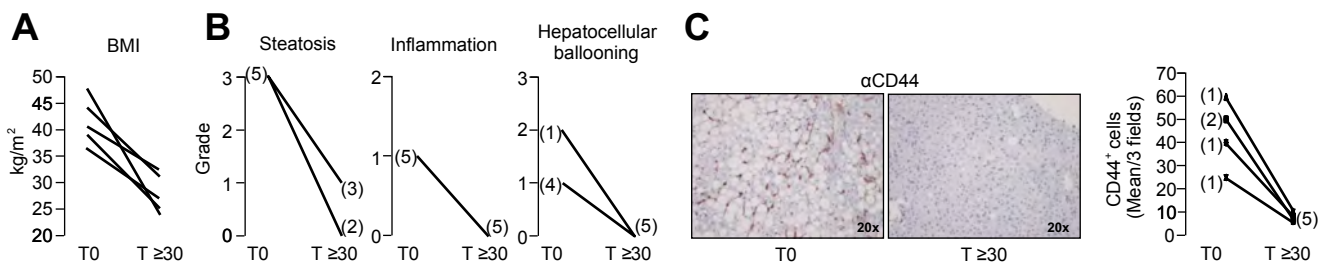 A
BMI
kg/m²
50
45
40
35
30
25
20
T0
T ≥30
B
Steatosis
Grade
3
2
1
0
(5)
(3)
(2)
T0
T ≥30
Inflammation
2
1
0
(5)
(5)
T0
T ≥30
Hepatocellular
ballooning
3
2
1
0
(1)
(4)
(5)
T0
T ≥30
C
αCD44
20x
20x
T0
T ≥30
CD44⁺ cells
(Mean/3 fields)
70
60
50
40
30
20
10
0
(1)
(2)
(1)
(1)
(5)
T0
T ≥30